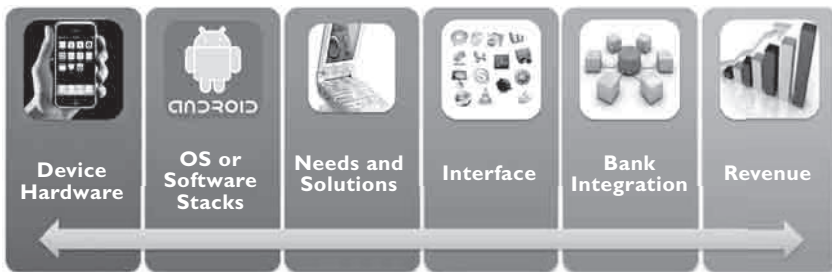 ANDROID
Device
Hardware
OS or
Software
Stacks
Needs and
Solutions
Interface
Bank
Integration
Revenue